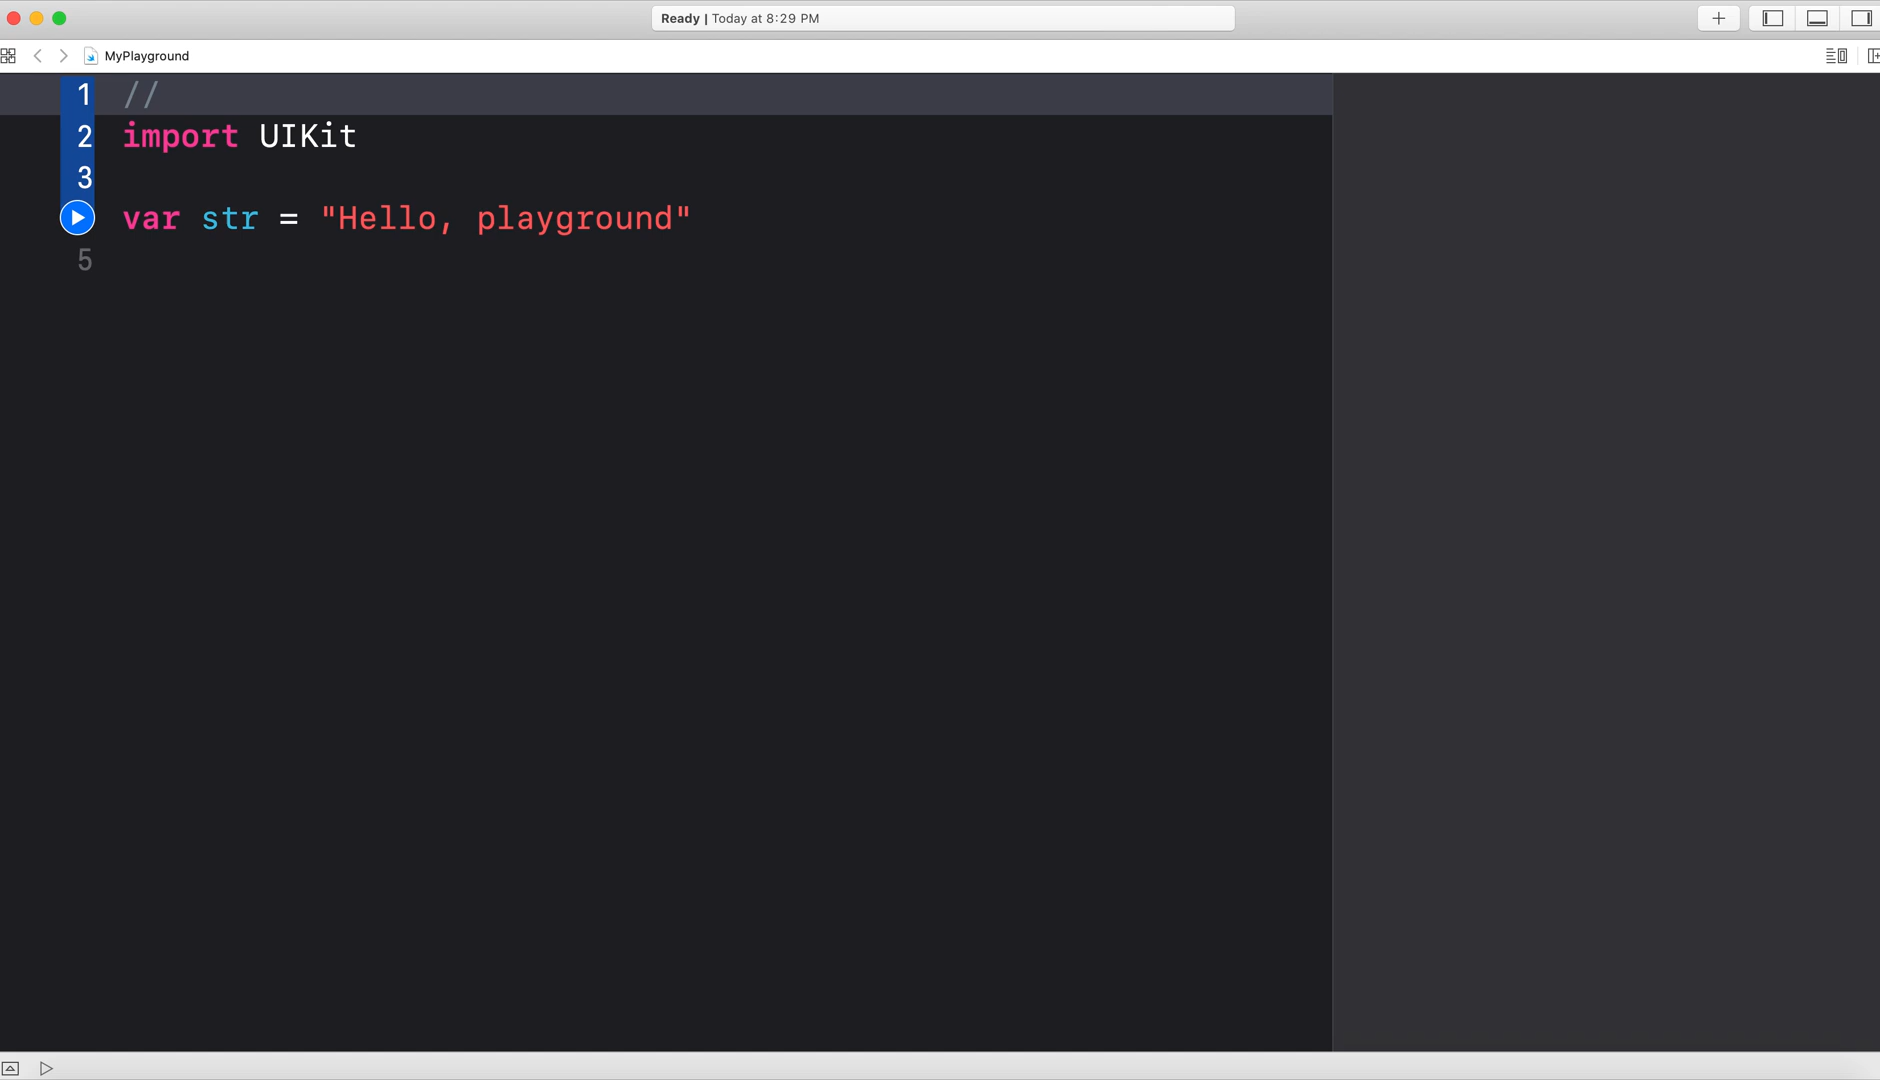 Ready | Today at 8:29 PM
MyPlayground
1 //
2 import UIKit
3
var str = "Hello, playground"
5